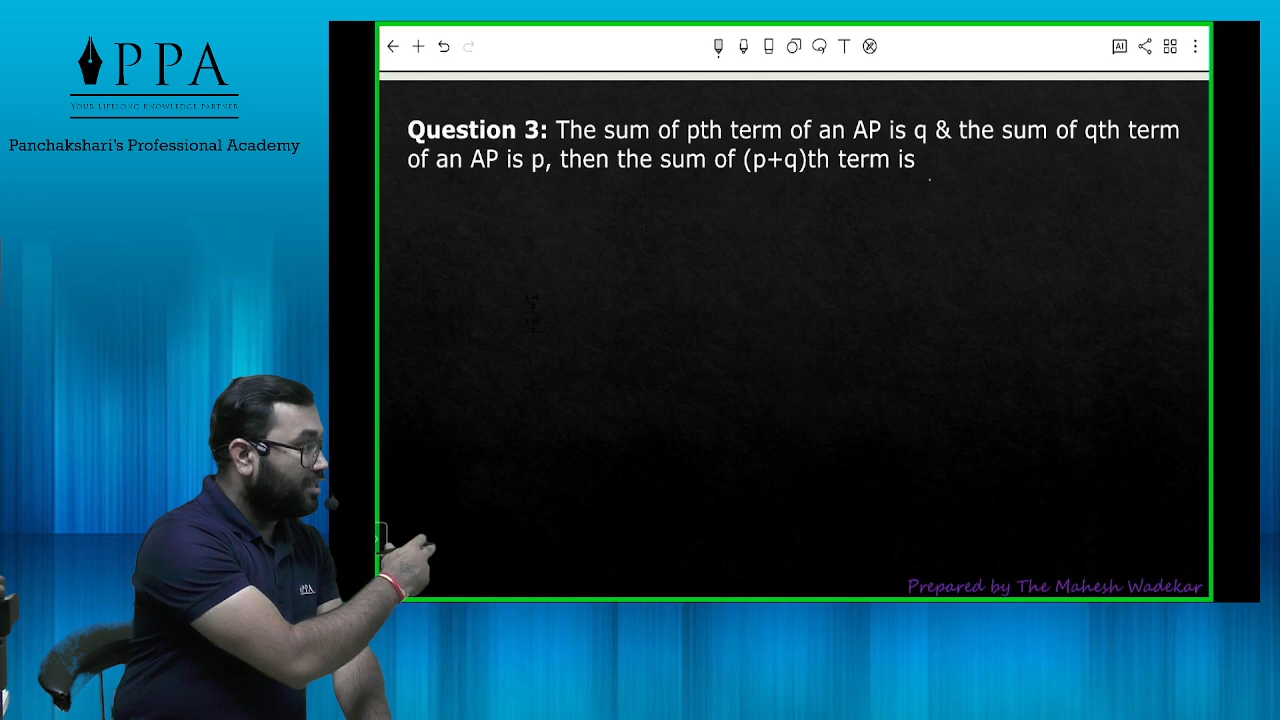 PPA
YOUR LIFELONG KNOWLEDGE PARTNER
Panchakshari's Professional Academy
AI
T
Question 3: The sum of pth term of an AP is q & the sum of qth term
of an AP is p, then the sum of (p+q)th term is
PPA
Prepared by The Mahesh Wadekar